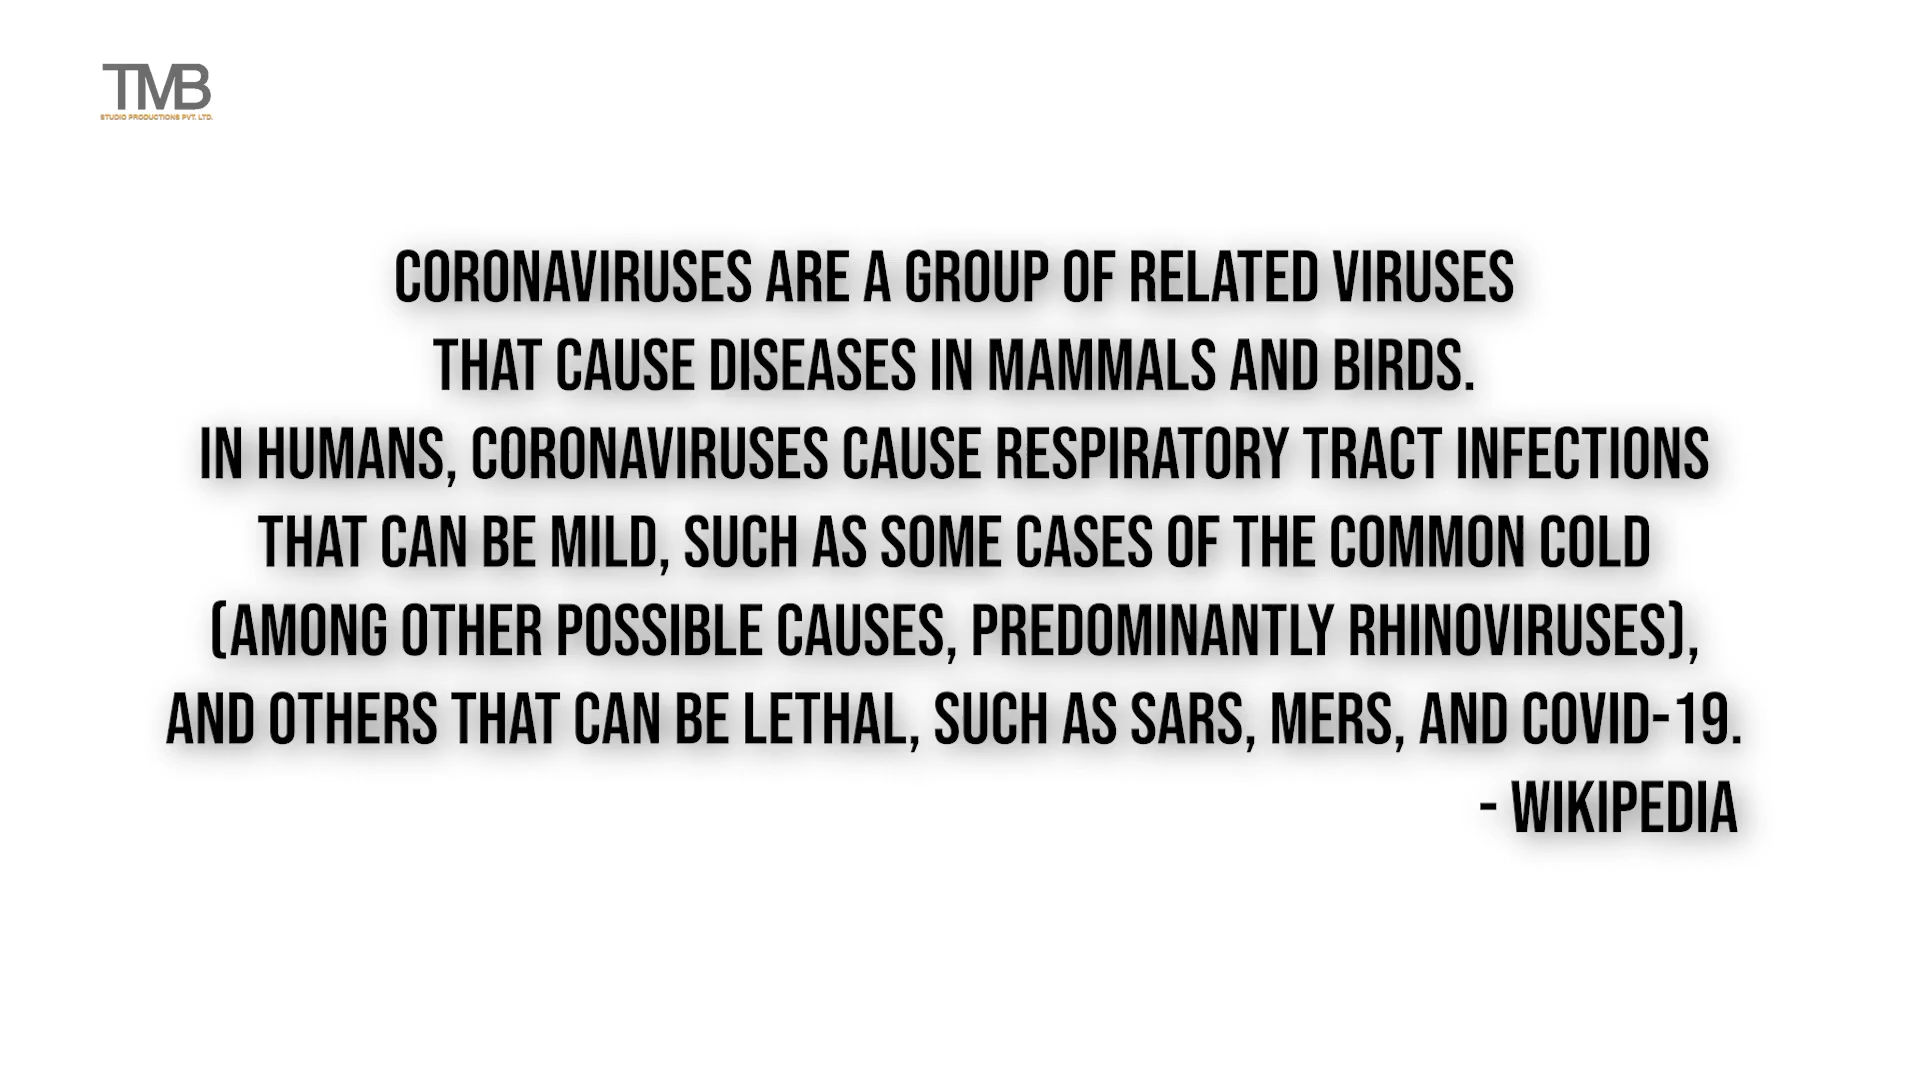 TMB
STUDIO PRODUCTIONS PVT. LTD.
CORONAVIRUSES ARE A GROUP OF RELATED VIRUSES
THAT CAUSE DISEASES IN MAMMALS AND BIRDS.
IN HUMANS, CORONAVIRUSES CAUSE RESPIRATORY TRACT INFECTIONS
THAT CAN BE MILD, SUCH AS SOME CASES OF THE COMMON COLD
(AMONG OTHER POSSIBLE CAUSES, PREDOMINANTLY RHINOVIRUSES),
AND OTHERS THAT CAN BE LETHAL, SUCH AS SARS, MERS, AND COVID-19.
- WIKIPEDIA